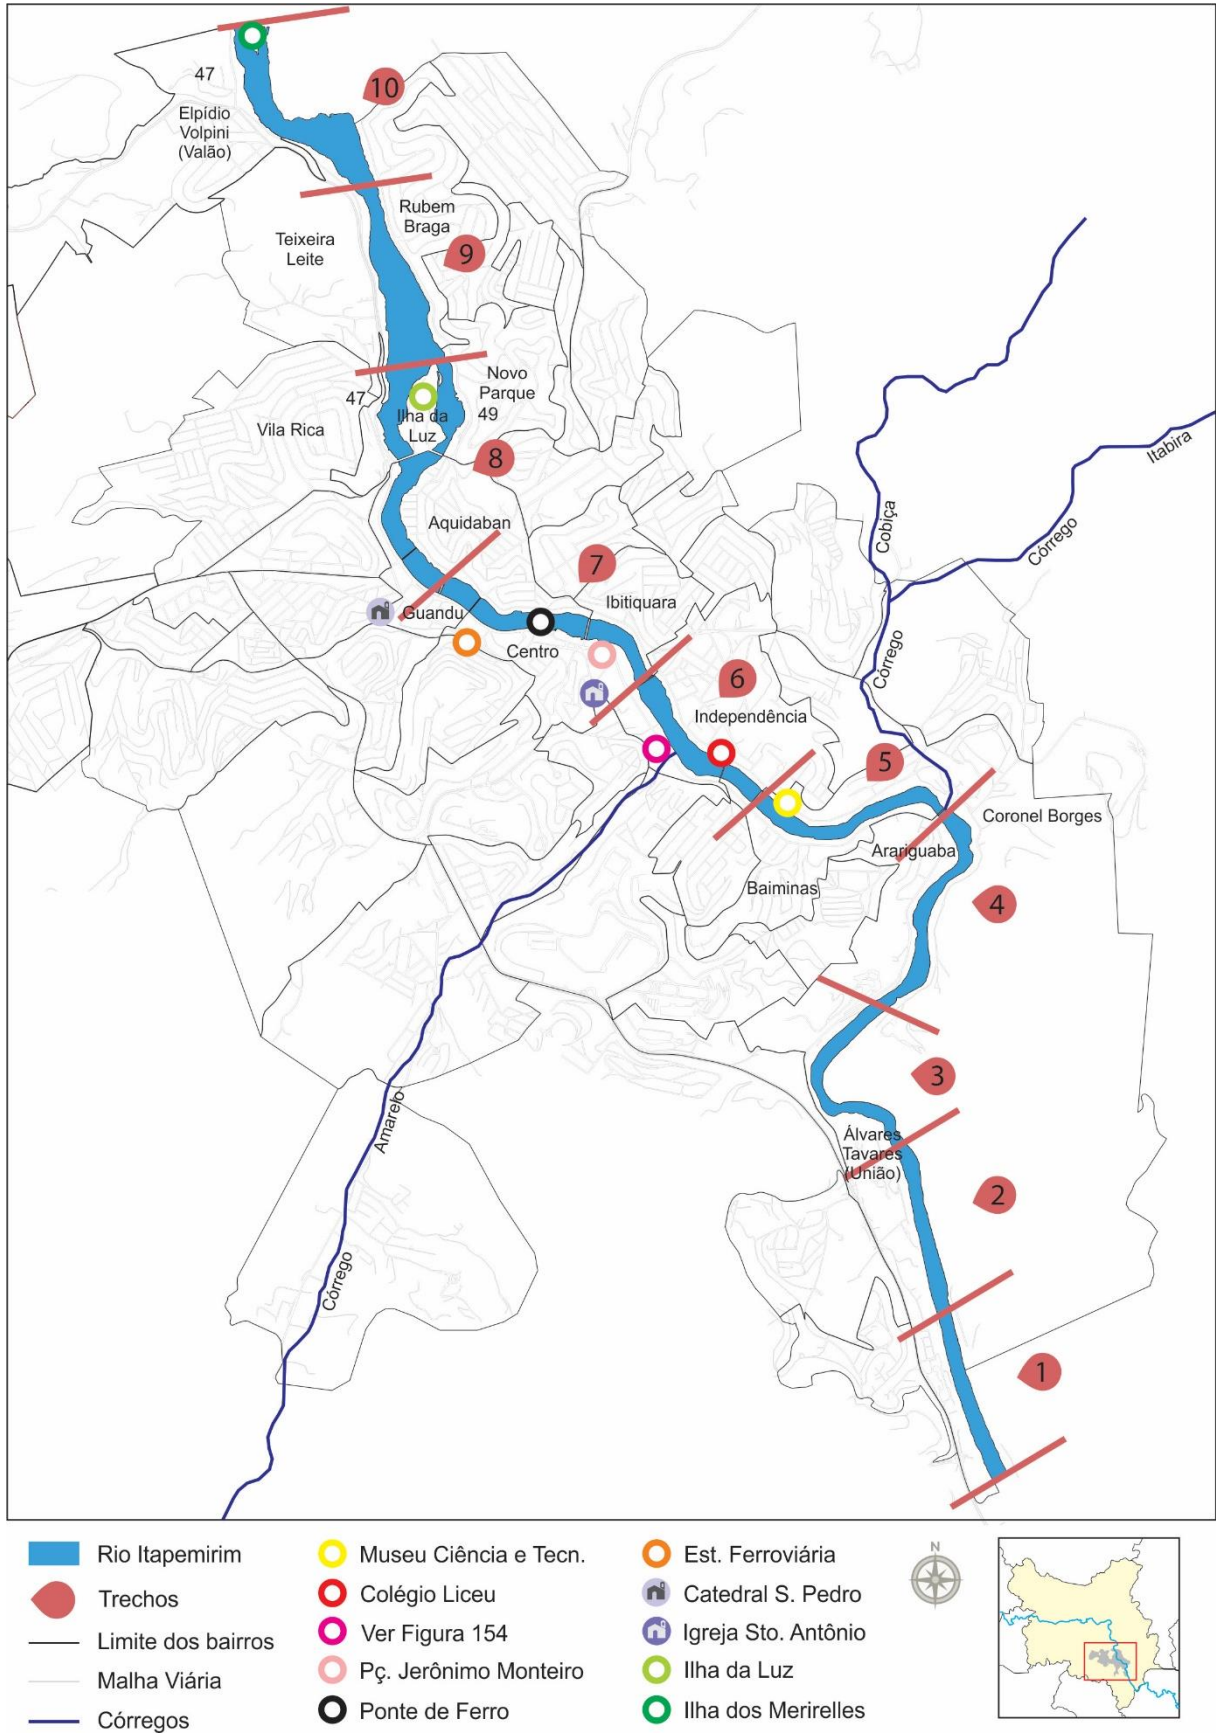 10
47
Elpídio
Volpini
(Valão)
Rubem
Braga
Teixeira
Leite
9
Novo
Parque
49
47
Ilha da
Luz
Vila Rica
8
Itabira
Cobiça
Córrego
Aquidaban
7
Ibitiquara
Guandu
Centro
Córrego
6
Independência
5
Coronel Borges
Arariguaba
Baiminas
4
3
Amarelo
Córrego
Álvares
Tavares
(União)
2
1
Rio Itapemirim
Trechos
Limite dos bairros
Malha Viária
Córregos
Museu Ciência e Tecn.
Colégio Liceu
Ver Figura 154
Pç. Jerônimo Monteiro
Ponte de Ferro
Est. Ferroviária
Catedral S. Pedro
Igreja Sto. Antônio
Ilha da Luz
Ilha dos Merirelles
N